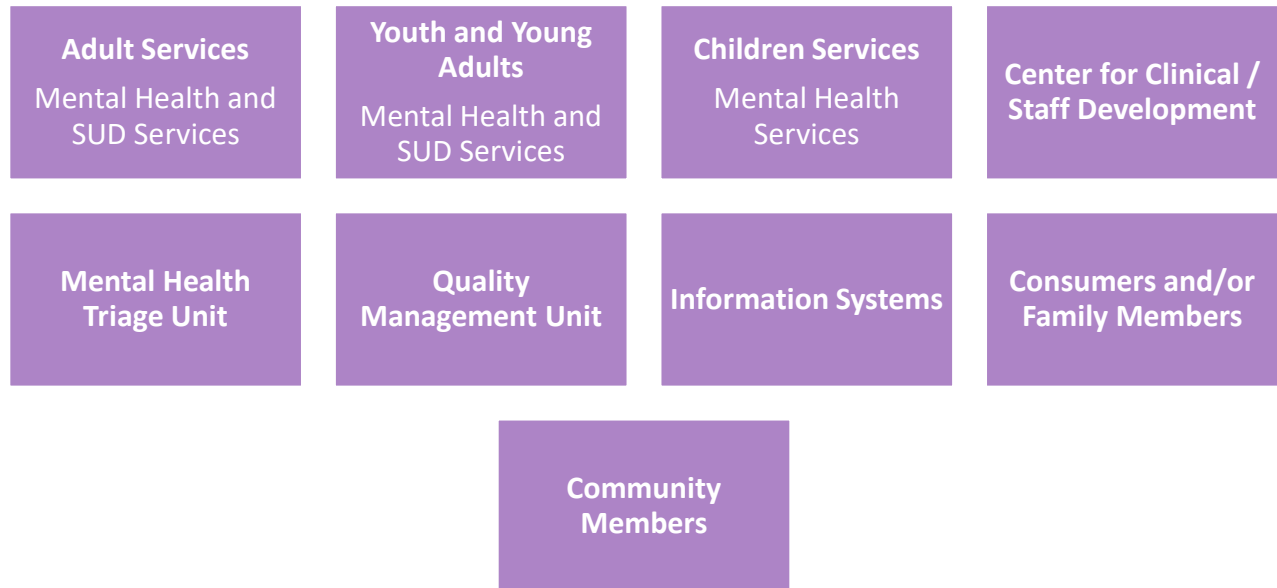 Adult Services
Mental Health and
SUD Services
Youth and Young
Adults
Mental Health and
SUD Services
Children Services
Mental Health
Services
Center for Clinical /
Staff Development
Mental Health
Triage Unit
Quality
Management Unit
Information Systems
Consumers and/or
Family Members
Community
Members